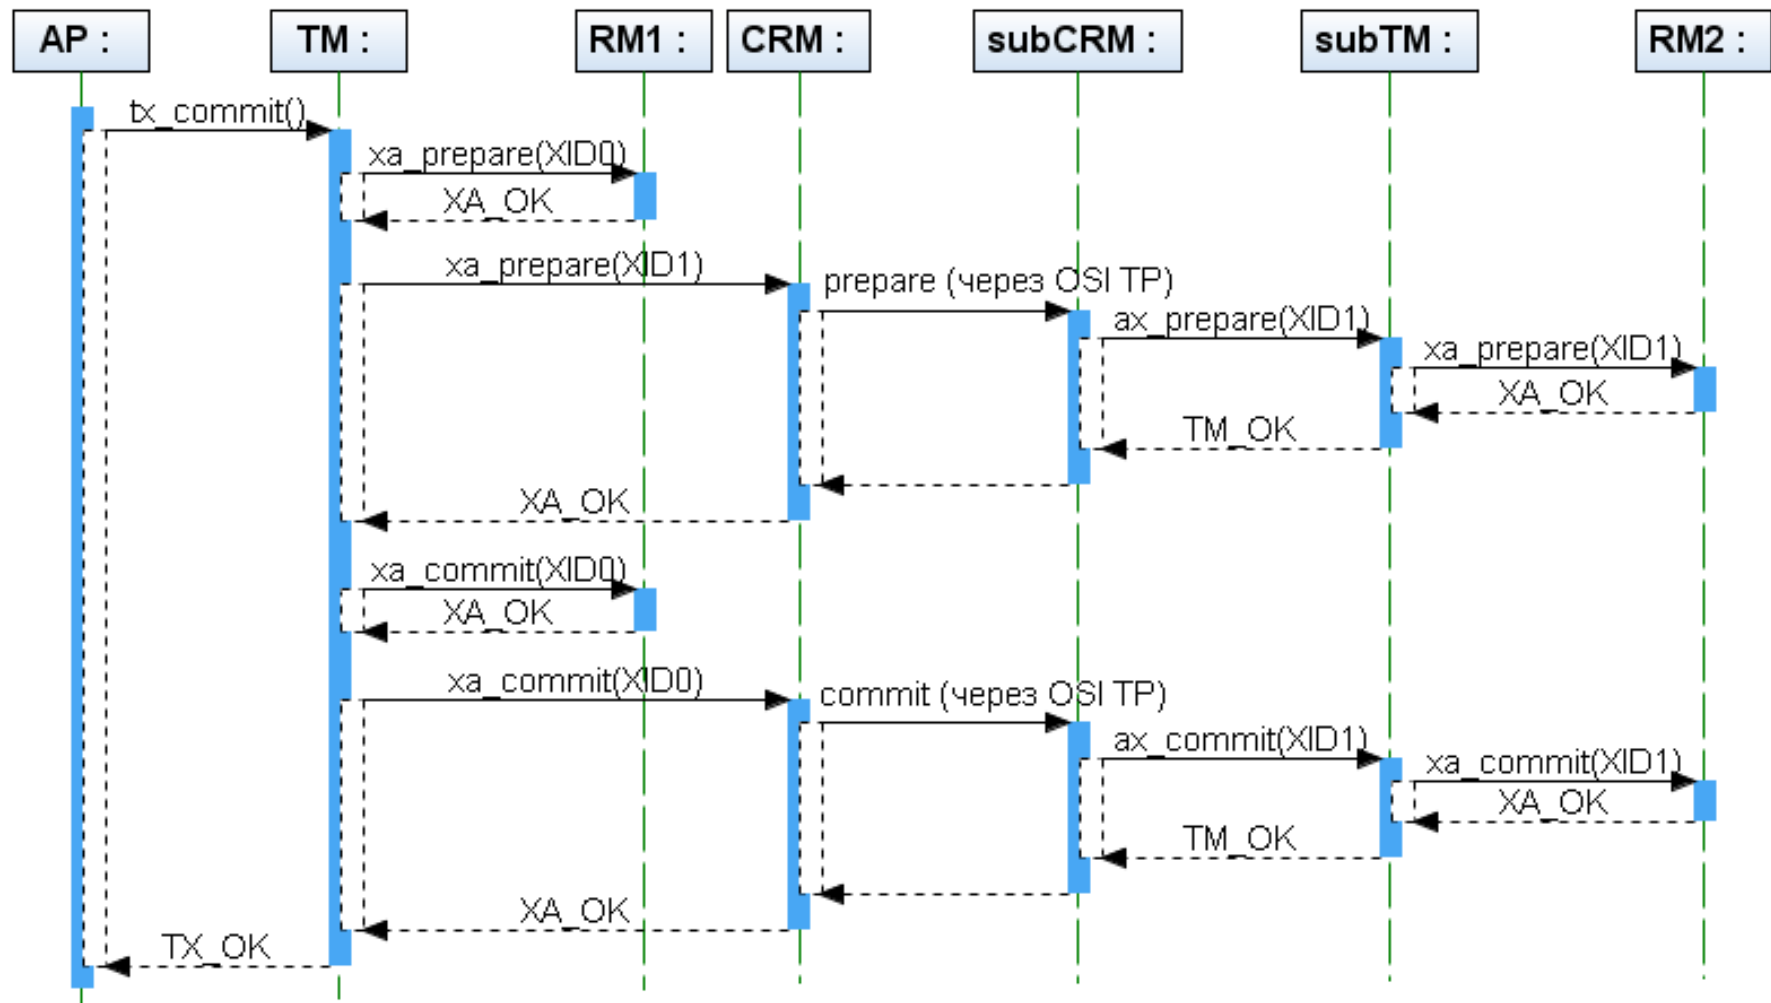 AP :
TM :
RM1 :
CRM :
subCRM :
subTM :
RM2 :
tx_commit()
xa_prepare(XID0)
XA_OK
xa_prepare(XID1)
prepare (через OSI TP)
ax_prepare(XID1)
xa_prepare(XID1)
XA_OK
TM_OK
XA_OK
xa_commit(XID0)
XA_OK
xa_commit(XID0)
commit (через OSI TP)
ax_commit(XID1)
xa_commit(XID1)
XA_OK
TM_OK
XA_OK
TX_OK